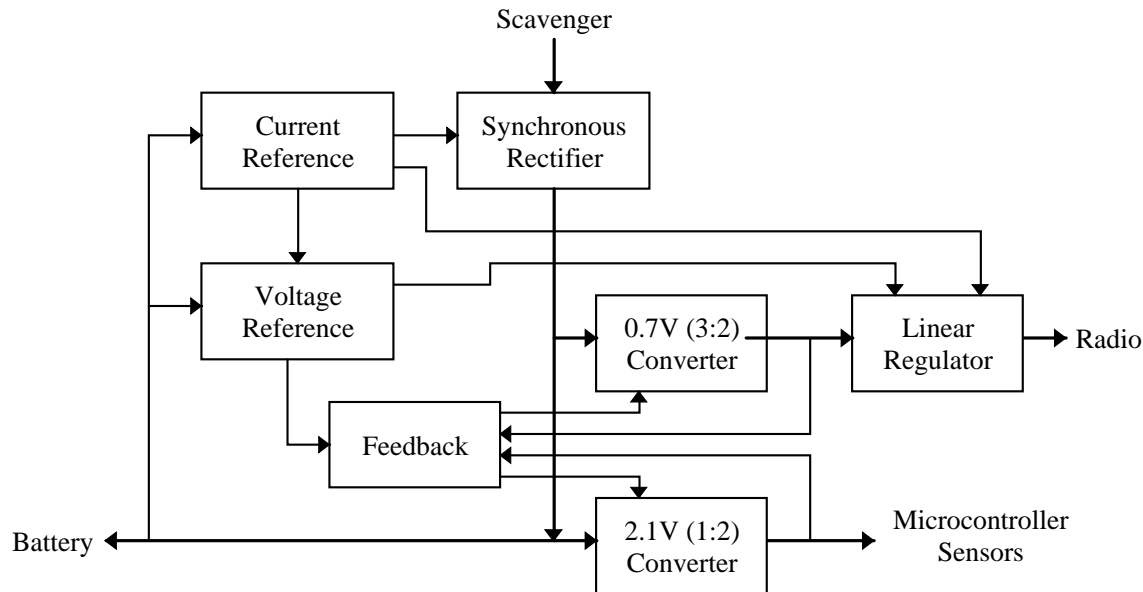 Scavenger
Current
Reference
Synchronous
Rectifier
Voltage
Reference
0.7V (3:2)
Converter
Linear
Regulator
Radio
Feedback
Battery
2.1V (1:2)
Converter
Microcontroller
Sensors